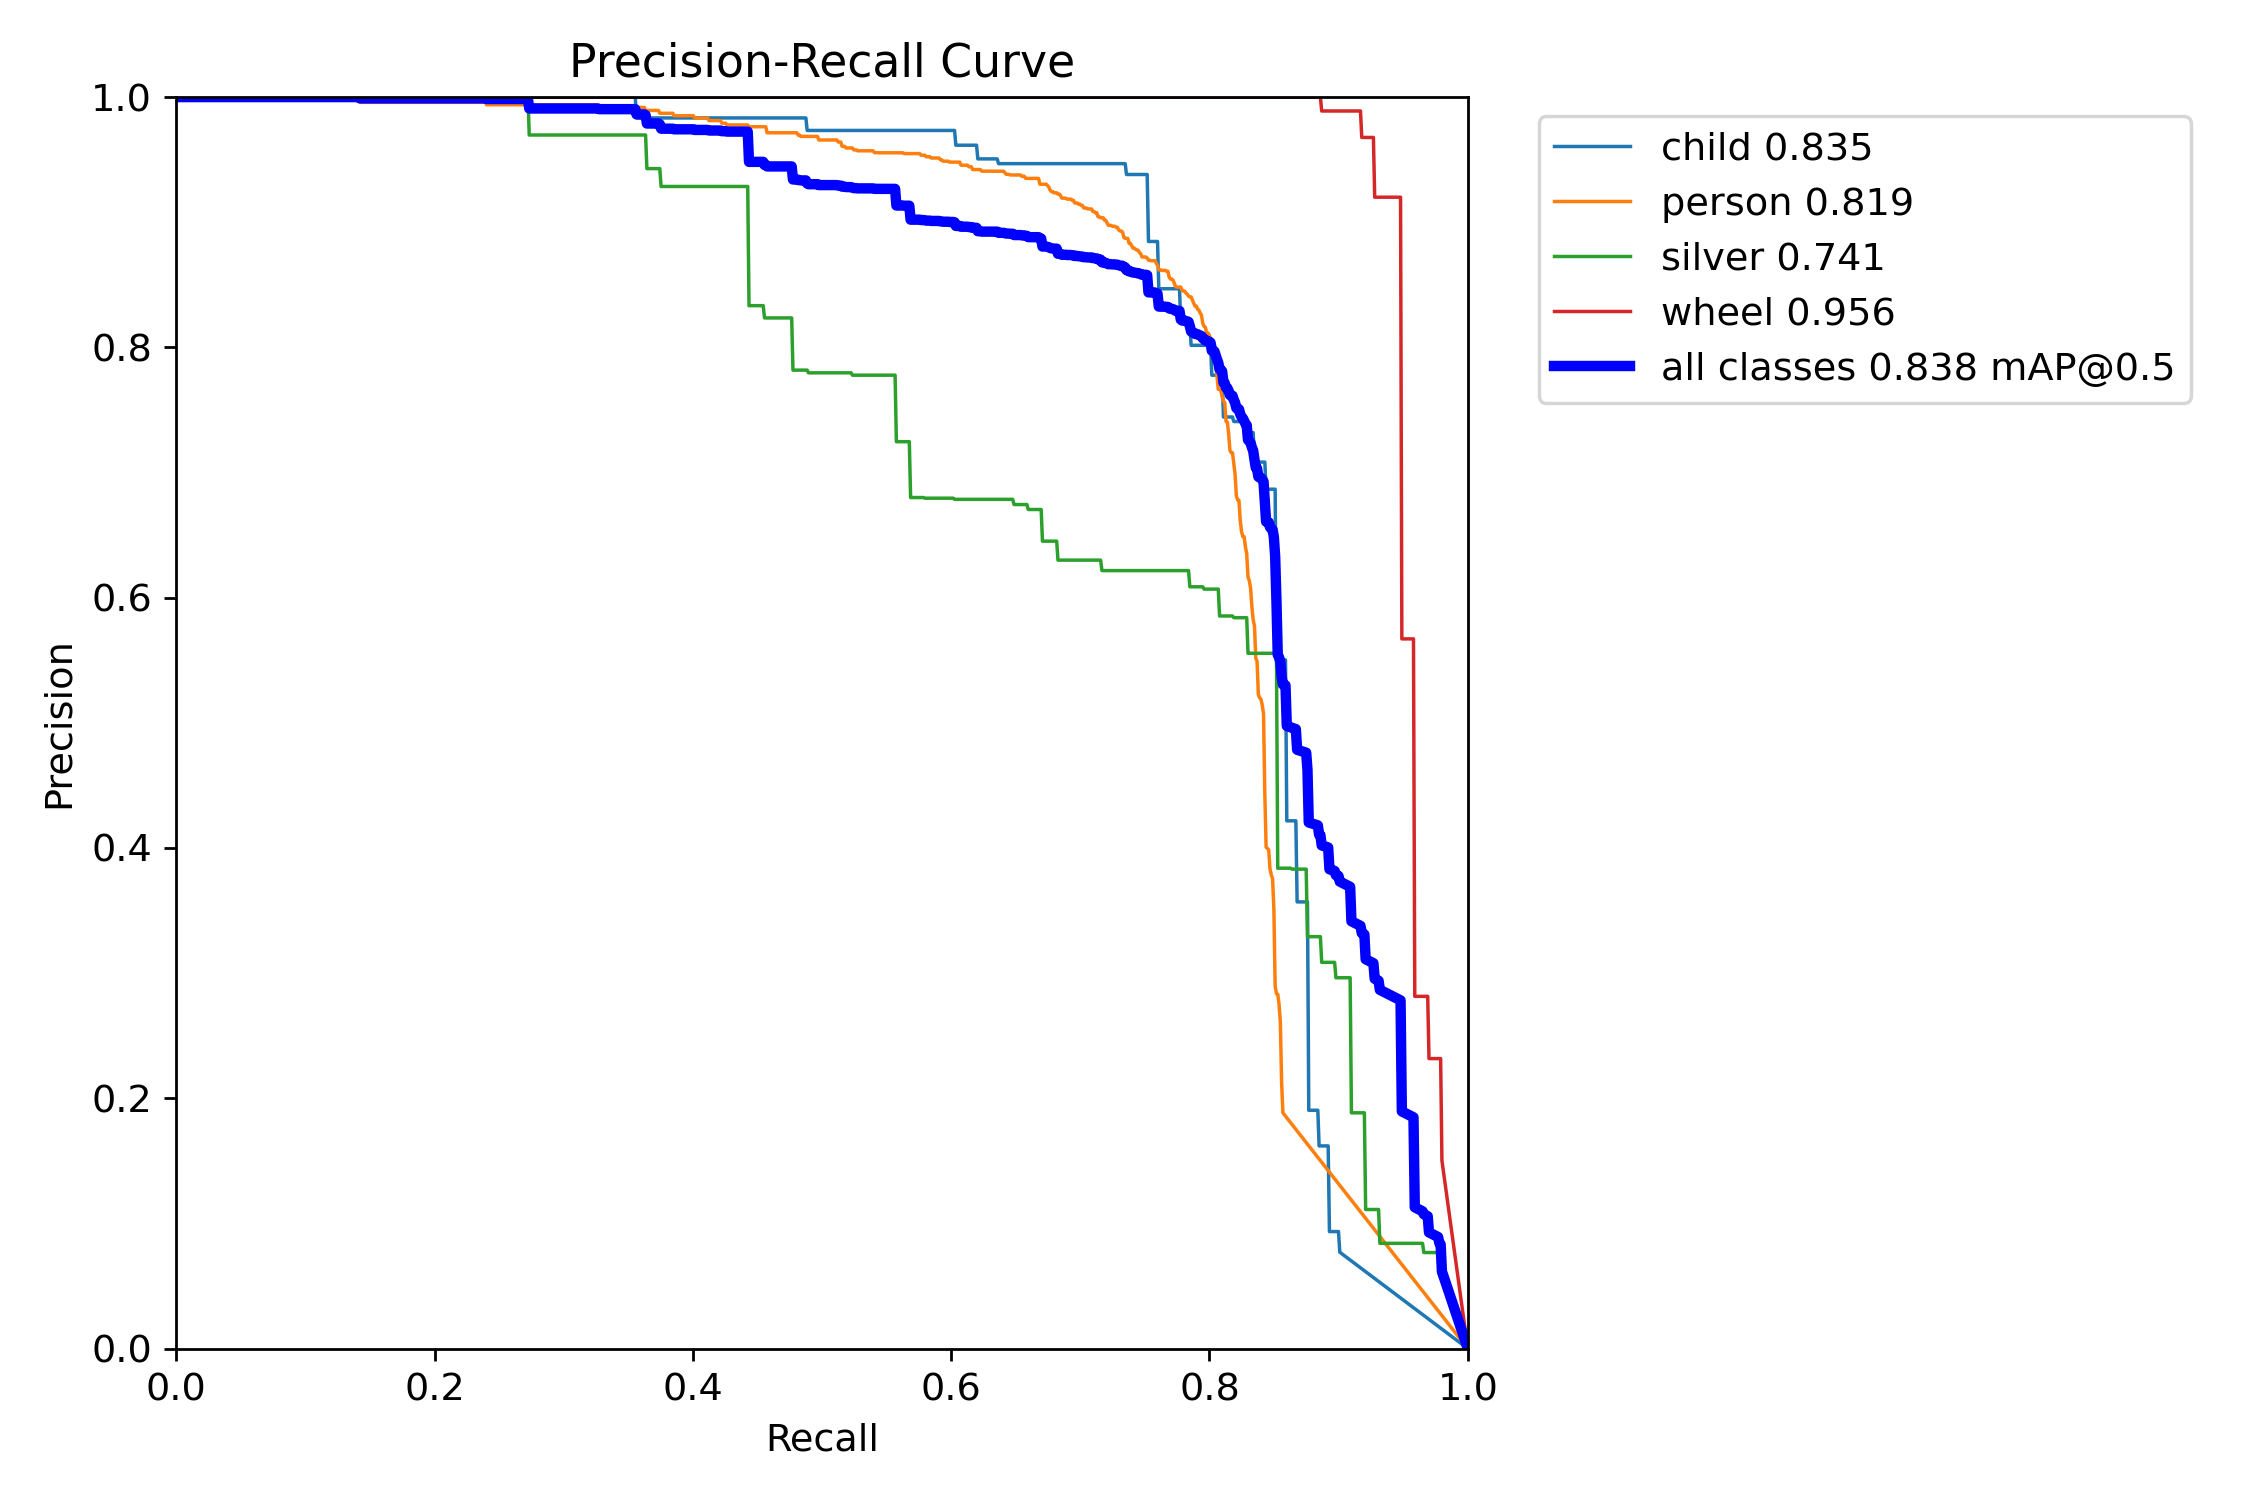 Precision-Recall Curve
1.0
0.8
0.6
0.4
0.2
0.0
Precision
0.0 0.2 0.4 0.6 0.8 1.0
Recall
child 0.835
person 0.819
silver 0.741
wheel 0.956
all classes 0.838 mAP@0.5